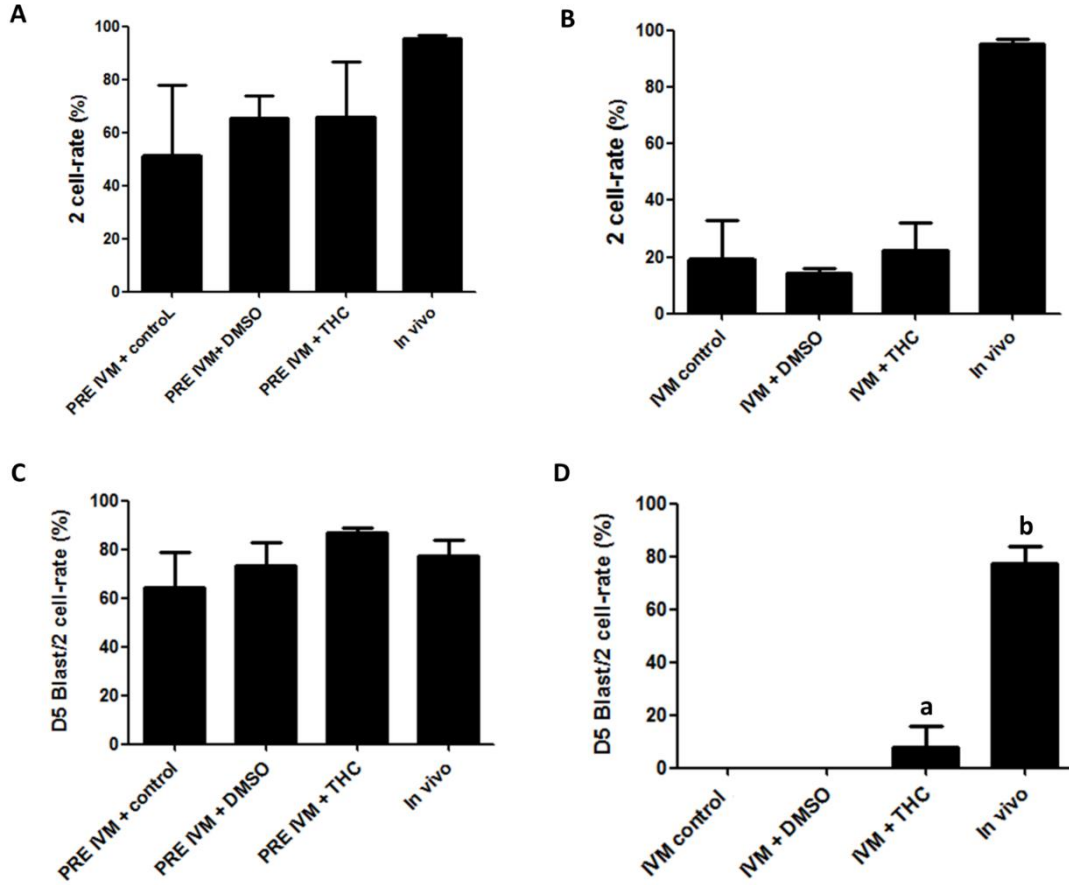 A
2 cell-rate (%)
100
80
60
40
20
0
PRE IVM + controL
PRE IVM+ DMSO
PRE IVM + THC
In vivo
B
2 cell-rate (%)
100
80
60
40
20
0
IVM control
IVM + DMSO
IVM + THC
In vivo
C
D5 Blast/2 cell-rate (%)
100
80
60
40
20
0
PRE IVM + control
PRE IVM + DMSO
PRE IVM + THC
In vivo
D
D5 Blast/2 cell-rate (%)
100
80
60
40
20
0
a
b
IVM control
IVM + DMSO
IVM + THC
In vivo